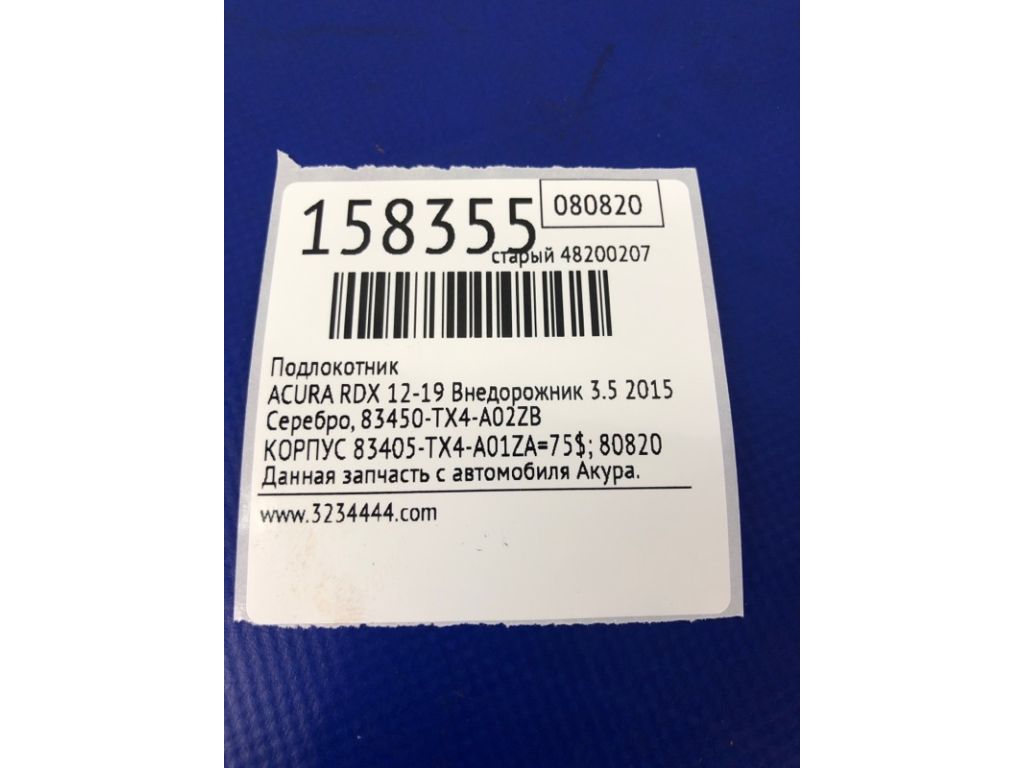 158355
080820
старый 48200207
Подлокотник
ACURA RDX 12-19 Внедорожник 3.5 2015
Серебро, 83450-TX4-A02ZB
КОРПУС 83405-TX4-A01ZA=75$; 80820
Данная запчасть с автомобиля Акура.
www.3234444.com